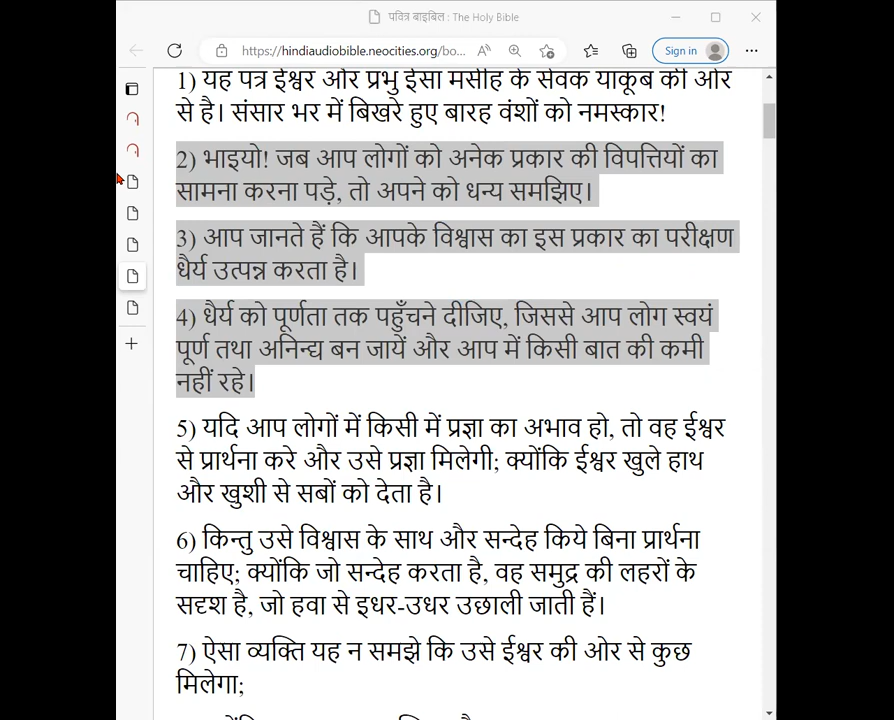 पवित्र बाइबिल : The Holy Bible
https://hindiaudiobible.neocities.org/bo...
Sign in
1) यह पत्र ईश्वर और प्रभु ईसा मसीह के सेवक याकूब की ओर
से है। संसार भर में बिखरे हुए बारह वंशों को नमस्कार!
2) भाइयो! जब आप लोगों को अनेक प्रकार की विपत्तियों का
सामना करना पड़े, तो अपने को धन्य समझिए।
3) आप जानते हैं कि आपके विश्वास का इस प्रकार का परीक्षण
धैर्य उत्पन्न करता है।
4) धैर्य को पूर्णता तक पहुँचने दीजिए, जिससे आप लोग स्वयं
पूर्ण तथा अनिन्द्य बन जायें और आप में किसी बात की कमी
नहीं रहे।
5) यदि आप लोगों में किसी में प्रज्ञा का अभाव हो, तो वह ईश्वर
से प्रार्थना करे और उसे प्रज्ञा मिलेगी; क्योंकि ईश्वर खुले हाथ
और खुशी से सबों को देता है।
6) किन्तु उसे विश्वास के साथ और सन्देह किये बिना प्रार्थना
चाहिए; क्योंकि जो सन्देह करता है, वह समुद्र की लहरों के
सदृश है, जो हवा से इधर-उधर उछाली जाती हैं।
7) ऐसा व्यक्ति यह न समझे कि उसे ईश्वर की ओर से कुछ
मिलेगा;